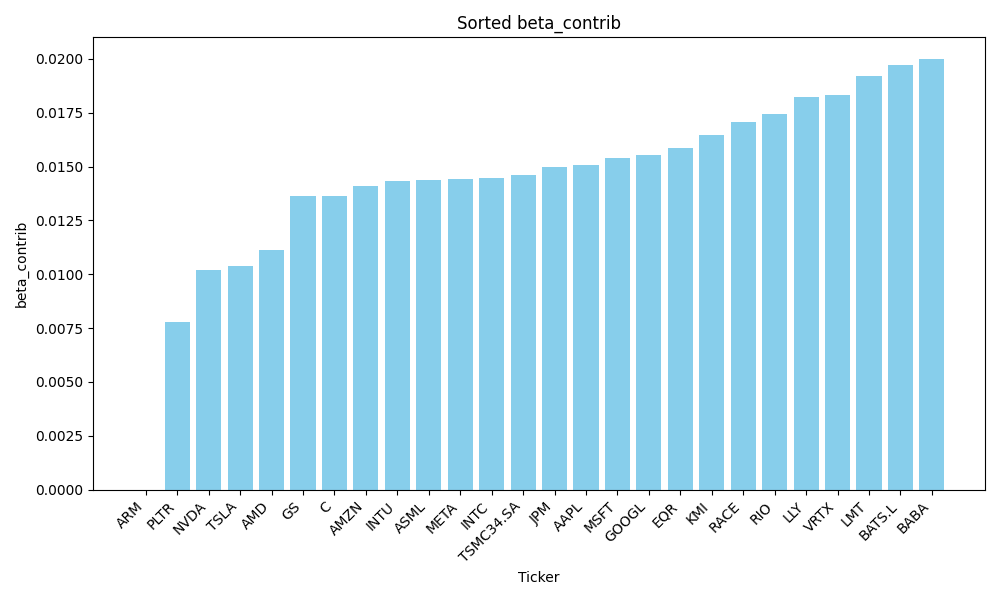 Sorted beta_contrib
0.0200
0.0175
0.0150
0.0125
0.0100
0.0075
0.0050
0.0025
0.0000
beta_contrib
ARM
PLTR
NVDA
TSLA
AMD
GS
C
AMZN
INTU
ASML
META
INTC
TSMC34.SA
JPM
AAPL
MSFT
GOOGL
EQR
KMI
RACE
RIO
LLY
VRTX
LMT
BATS.L
BABA
Ticker